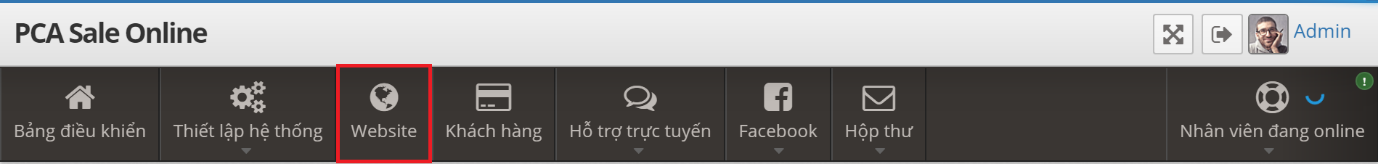 PCA Sale Online
Admin
Bảng điều khiển
Thiết lập hệ thống
Website
Khách hàng
Hỗ trợ trực tuyến
Facebook
Hộp thư
Nhân viên đang online